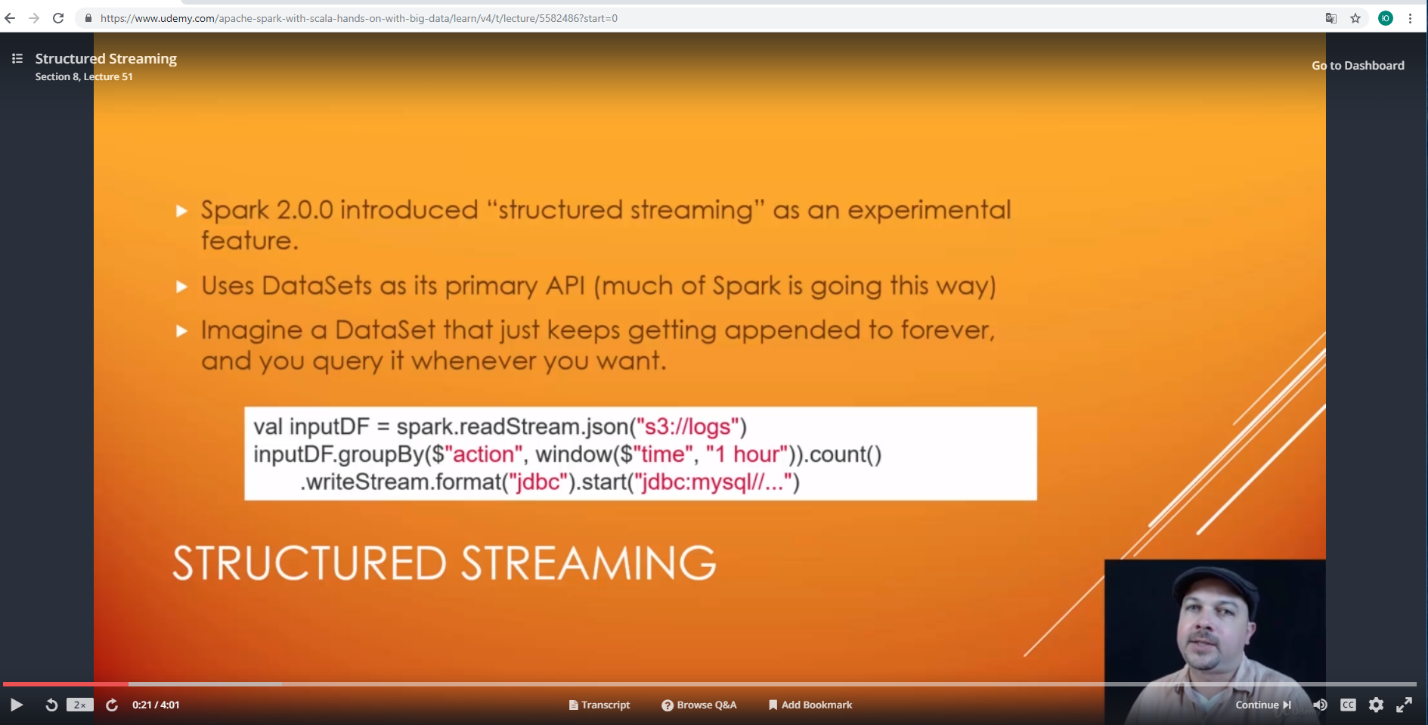 https://www.udemy.com/apache-spark-with-scala-hands-on-with-big-data/learn/v4/t/lecture/5582486?start=0
IO
Structured Streaming
Section 8, Lecture 51
Go to Dashboard
Spark 2.0.0 introduced “structured streaming” as an experimental
feature.
Uses DataSets as its primary API (much of Spark is going this way)
Imagine a DataSet that just keeps getting appended to forever,
and you query it whenever you want.
val inputDF = spark.readStream.json("s3://logs")
inputDF.groupBy($"action", window($"time", "1 hour")).count()
.writeStream.format("jdbc").start("jdbc:mysql//...")
STRUCTURED STREAMING
2x 0:21 / 4:01 Transcript Browse Q&A Add Bookmark Continue CC